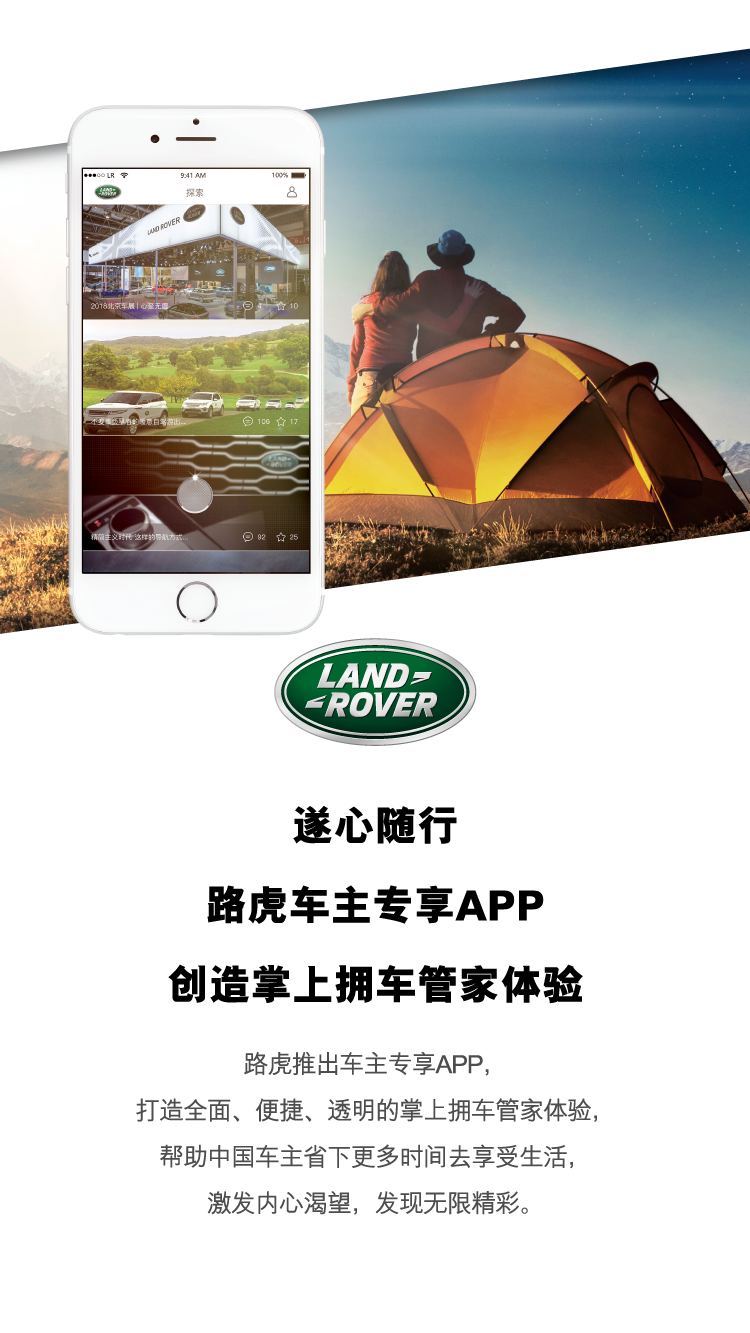 LR
9:41 AM
100%
LAND ROVER
探索
LAND ROVER
2018北京车展 | 心至无疆
4
10
106
17
精简主义时代 这样的导航方式...
92
25
LAND
ROVER
遂心随行
路虎车主专享APP
创造掌上拥车管家体验
路虎推出车主专享APP,
打造全面、便捷、透明的掌上拥车管家体验,
帮助中国车主省下更多时间去享受生活,
激发内心渴望，发现无限精彩。